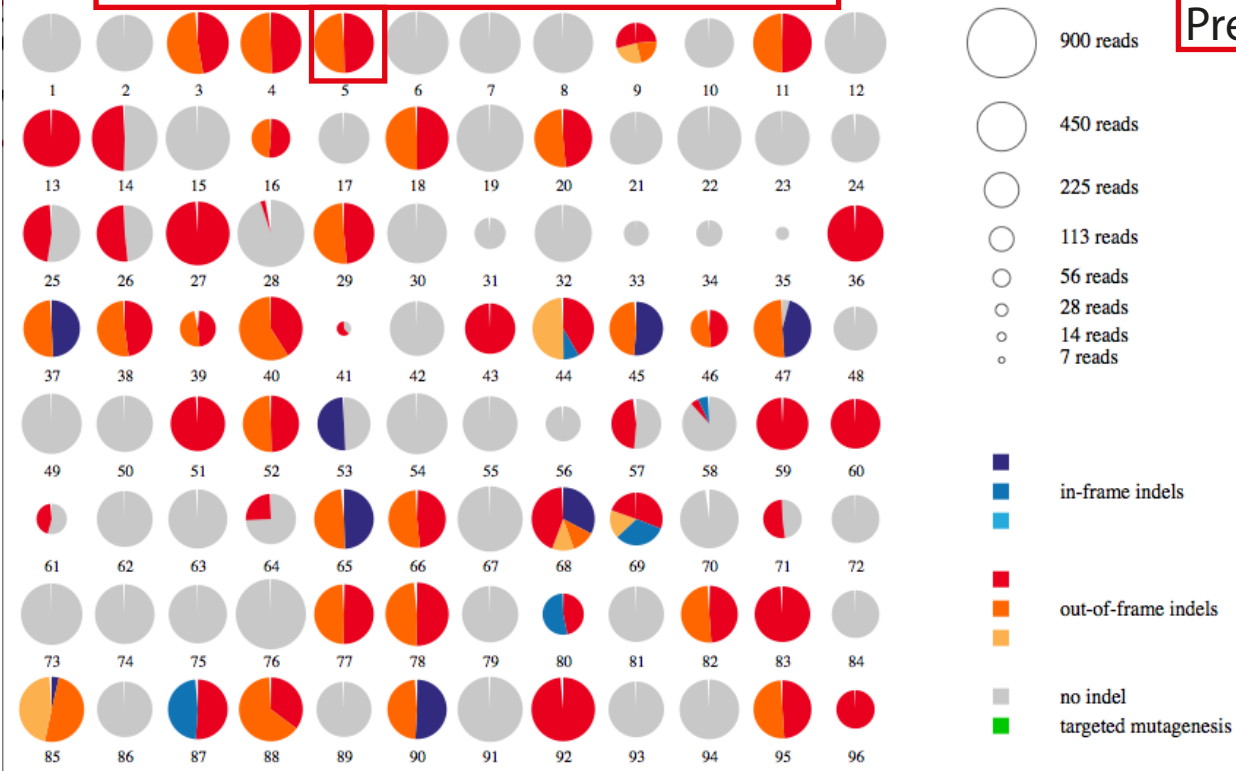 900 reads
Pre
1 2 3 4 5 6 7 8 9 10 11 12
450 reads
13 14 15 16 17 18 19 20 21 22 23 24
225 reads
113 reads
25 26 27 28 29 30 31 32 33 34 35 36
56 reads
28 reads
14 reads
7 reads
37 38 39 40 41 42 43 44 45 46 47 48
49 50 51 52 53 54 55 56 57 58 59 60
in-frame indels
61 62 63 64 65 66 67 68 69 70 71 72
out-of-frame indels
73 74 75 76 77 78 79 80 81 82 83 84
no indel
targeted mutagenesis
85 86 87 88 89 90 91 92 93 94 95 96